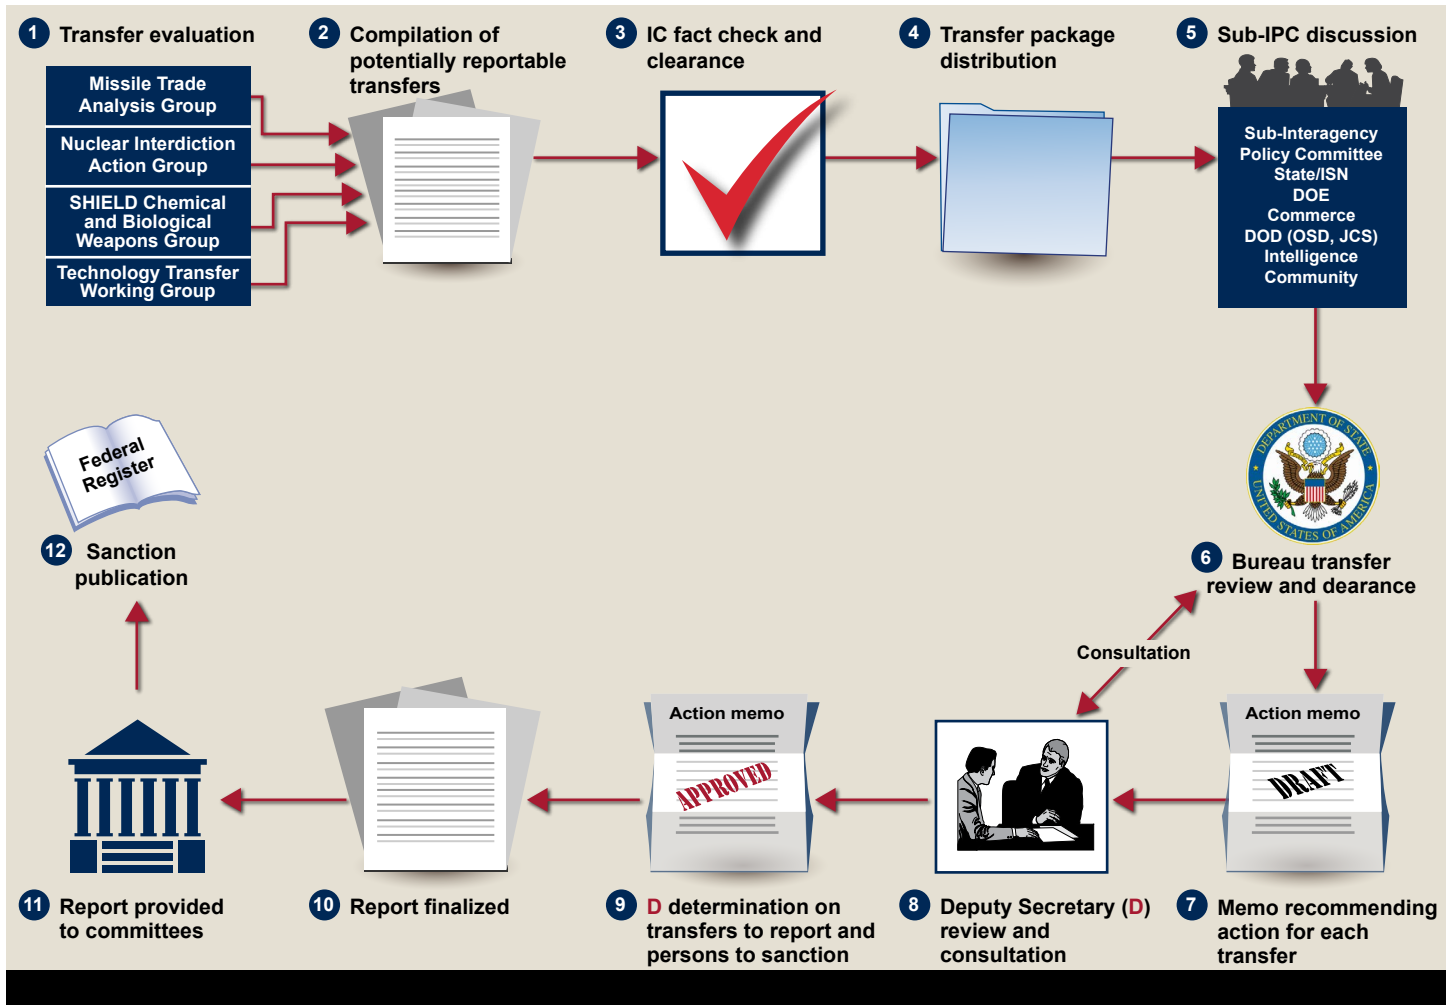 1 Transfer evaluation
Missile Trade
Analysis Group
Nuclear Interdiction
Action Group
SHIELD Chemical
and Biological
Weapons Group
Technology Transfer
Working Group
2 Compilation of
potentially reportable
transfers
3 IC fact check and
clearance
4 Transfer package
distribution
5 Sub-IPC discussion
Sub-Interagency
Policy Committee
State/ISN
DOE
Commerce
DOD (OSD, JCS)
Intelligence
Community
DEPARTMENT OF STATE
UNITED STATES OF AMERICA
6 Bureau transfer
review and dearance
Consultation
Action memo
DRAFT
7 Memo recommending
action for each
transfer
8 Deputy Secretary (D)
review and
consultation
Action memo
APPROVED
9 D determination on
transfers to report and
persons to sanction
10 Report finalized
11 Report provided
to committees
Federal
Register
12 Sanction
publication